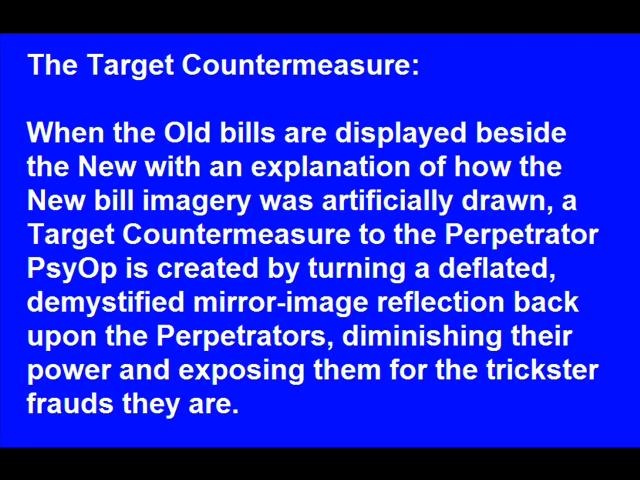 The Target Countermeasure:
When the Old bills are displayed beside
the New with an explanation of how the
New bill imagery was artificially drawn, a
Target Countermeasure to the Perpetrator
PsyOp is created by turning a deflated,
demystified mirror-image reflection back
upon the Perpetrators, diminishing their
power and exposing them for the trickster
frauds they are.